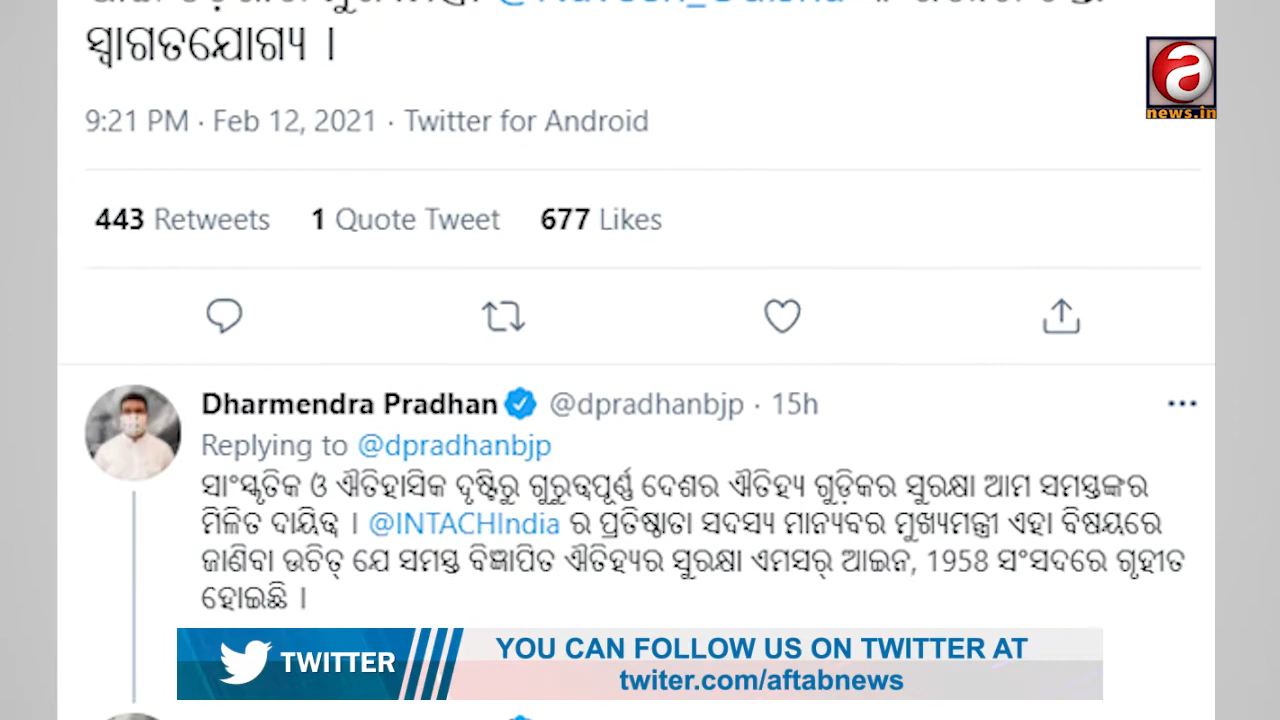 ସ୍ୱାଗତଯୋଗ୍ୟ ।
news.in
9:21 PM · Feb 12, 2021 · Twitter for Android
443 Retweets 1 Quote Tweet 677 Likes
Dharmendra Pradhan @dpradhanbjp · 15h
Replying to @dpradhanbjp
ସାଂସ୍କୃତିକ ଓ ଐତିହାସିକ ଦୃଷ୍ଟିରୁ ଗୁରୁତ୍ୱପୂର୍ଣ୍ଣ ଦେଶର ଐତିହ୍ୟ ଗୁଡ଼ିକର ସୁରକ୍ଷା ଆମ ସମସ୍ତଙ୍କର
ମିଳିତ ଦାୟିତ୍ୱ । @INTACHIndia ର ପ୍ରତିଷ୍ଠାତା ସଦସ୍ୟ ମାନ୍ୟବର ମୁଖ୍ୟମନ୍ତ୍ରୀ ଏହା ବିଷୟରେ
ଜାଣିବା ଉଚିତ୍ ଯେ ସମସ୍ତ ବିଜ୍ଞାପିତ ଐତିହ୍ୟର ସୁରକ୍ଷା ଏମସର୍ ଆଇନ, 1958 ସଂସଦରେ ଗୃହୀତ
ହୋଇଛି ।
TWITTER
YOU CAN FOLLOW US ON TWITTER AT
twiter.com/aftabnews